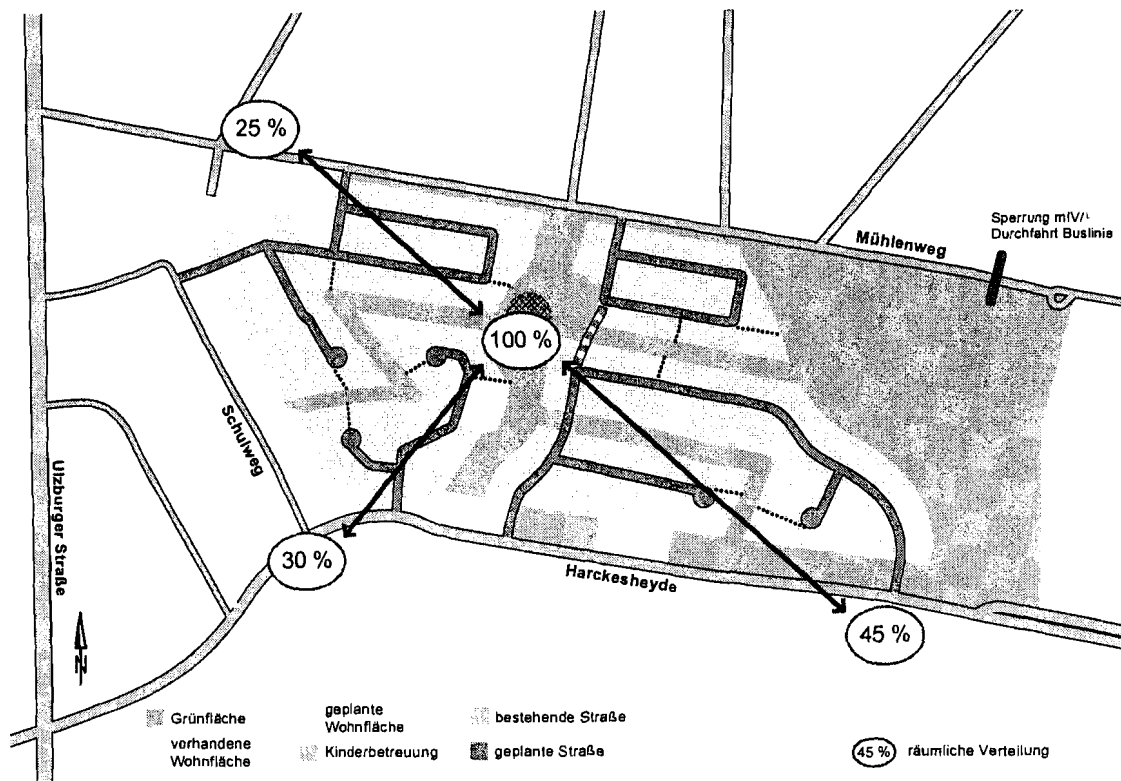 25 %
Sperrung mIV/
Durchfahrt Buslinie
Mühlenweg
100 %
Schulweg
Ulzburger Straße
30 %
Harckesheyde
45 %
N
Grünfläche
vorhandene
Wohnfläche
geplante
Wohnfläche
Kinderbetreuung
bestehende Straße
geplante Straße
45 %
räumliche Verteilung